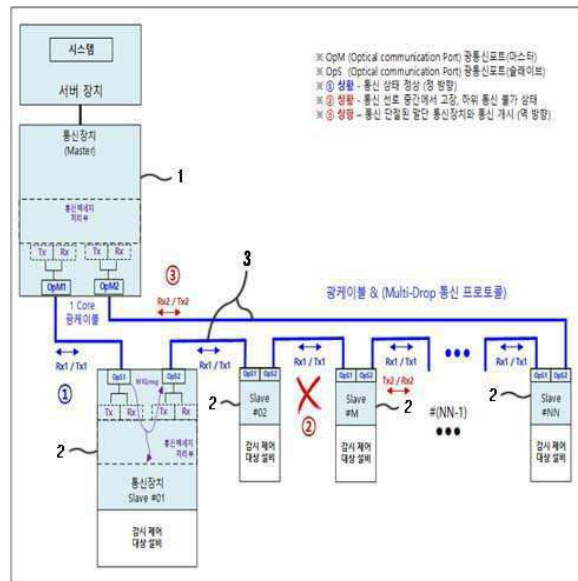 시스템
서버 장치
※ OpM (Optical communication Port) 광통신포트(마스터)
※ OpS (Optical communication Port) 광통신포트(슬레이브)
※ ① 상황 - 통신 상태 정상 (정 방향)
※ ② 상황 - 통신 선로 중간에서 고장, 하위 통신 불가 상태
※ ③ 상황 – 통신 단절된 말단 통신장치와 통신 개시 (역 방향)
통신장치
(Master)
1
통신 메세지
처리부
Tx Rx Tx Rx
OpM1 OpM2
③
Rx2 / Tx2
3
광케이블 & (Multi-Drop 통신 프로토콜)
1 Core
광케이블
Rx1 / Tx1
①
Rx1 / Tx1
Rx1 / Tx1
Rx1 / Tx1
Rx1 / Tx1
OpS1 OpS2
Tx Rx Tx Rx
통신 메세지
처리부
2
통신장치
Slave #01
감시 제어
대상 설비
OpS1 OpS2
2
Slave
#02
감시 제어
대상 설비
②
OpS1 OpS2
Tx2 / Rx2
Slave
#M
2
감시 제어
대상 설비
#(NN-1)
OpS1 OpS2
2
Slave
#NN
감시 제어
대상 설비